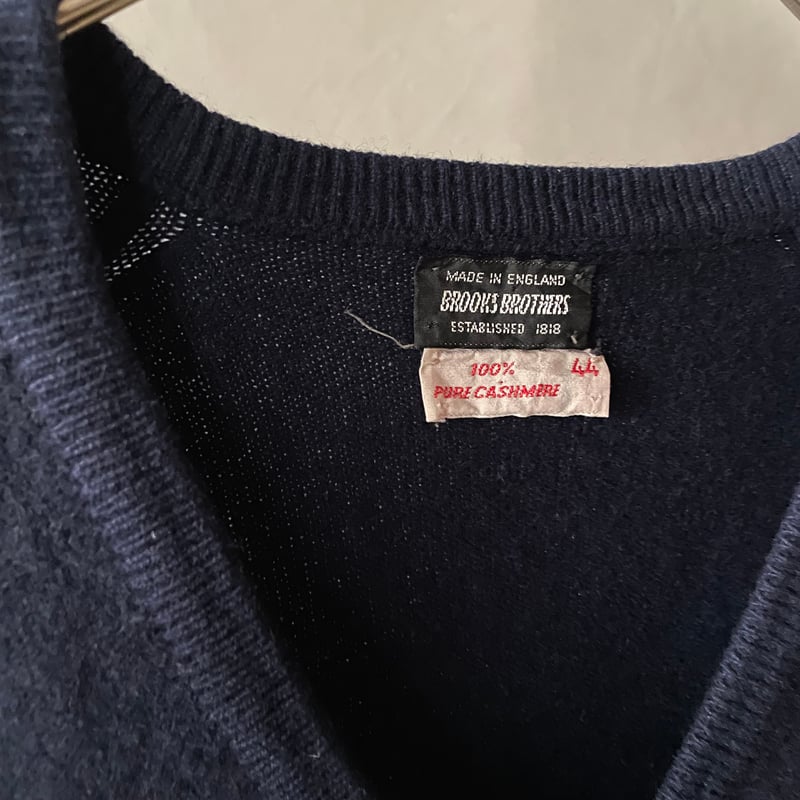 MADE IN ENGLAND
BROOKS BROTHERS
ESTABLISHED 1818
100% 44
PURE CASHMERE